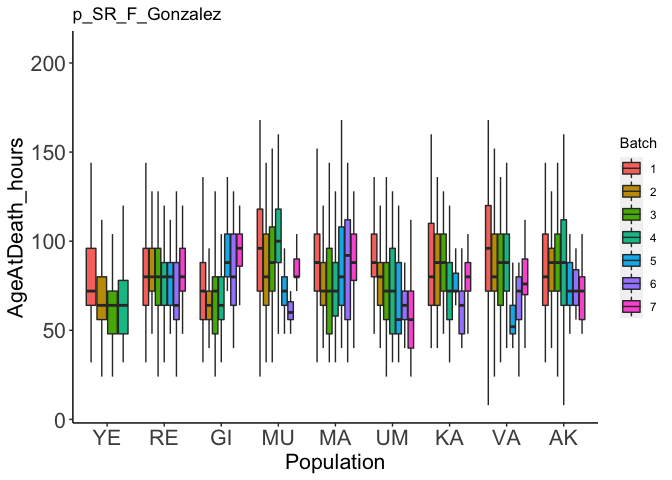 p_SR_F_Gonzalez
AgeAtDeath_hours
200
150
100
50
0
YE RE GI MU MA UM KA VA AK
Population
Batch
1
2
3
4
5
6
7